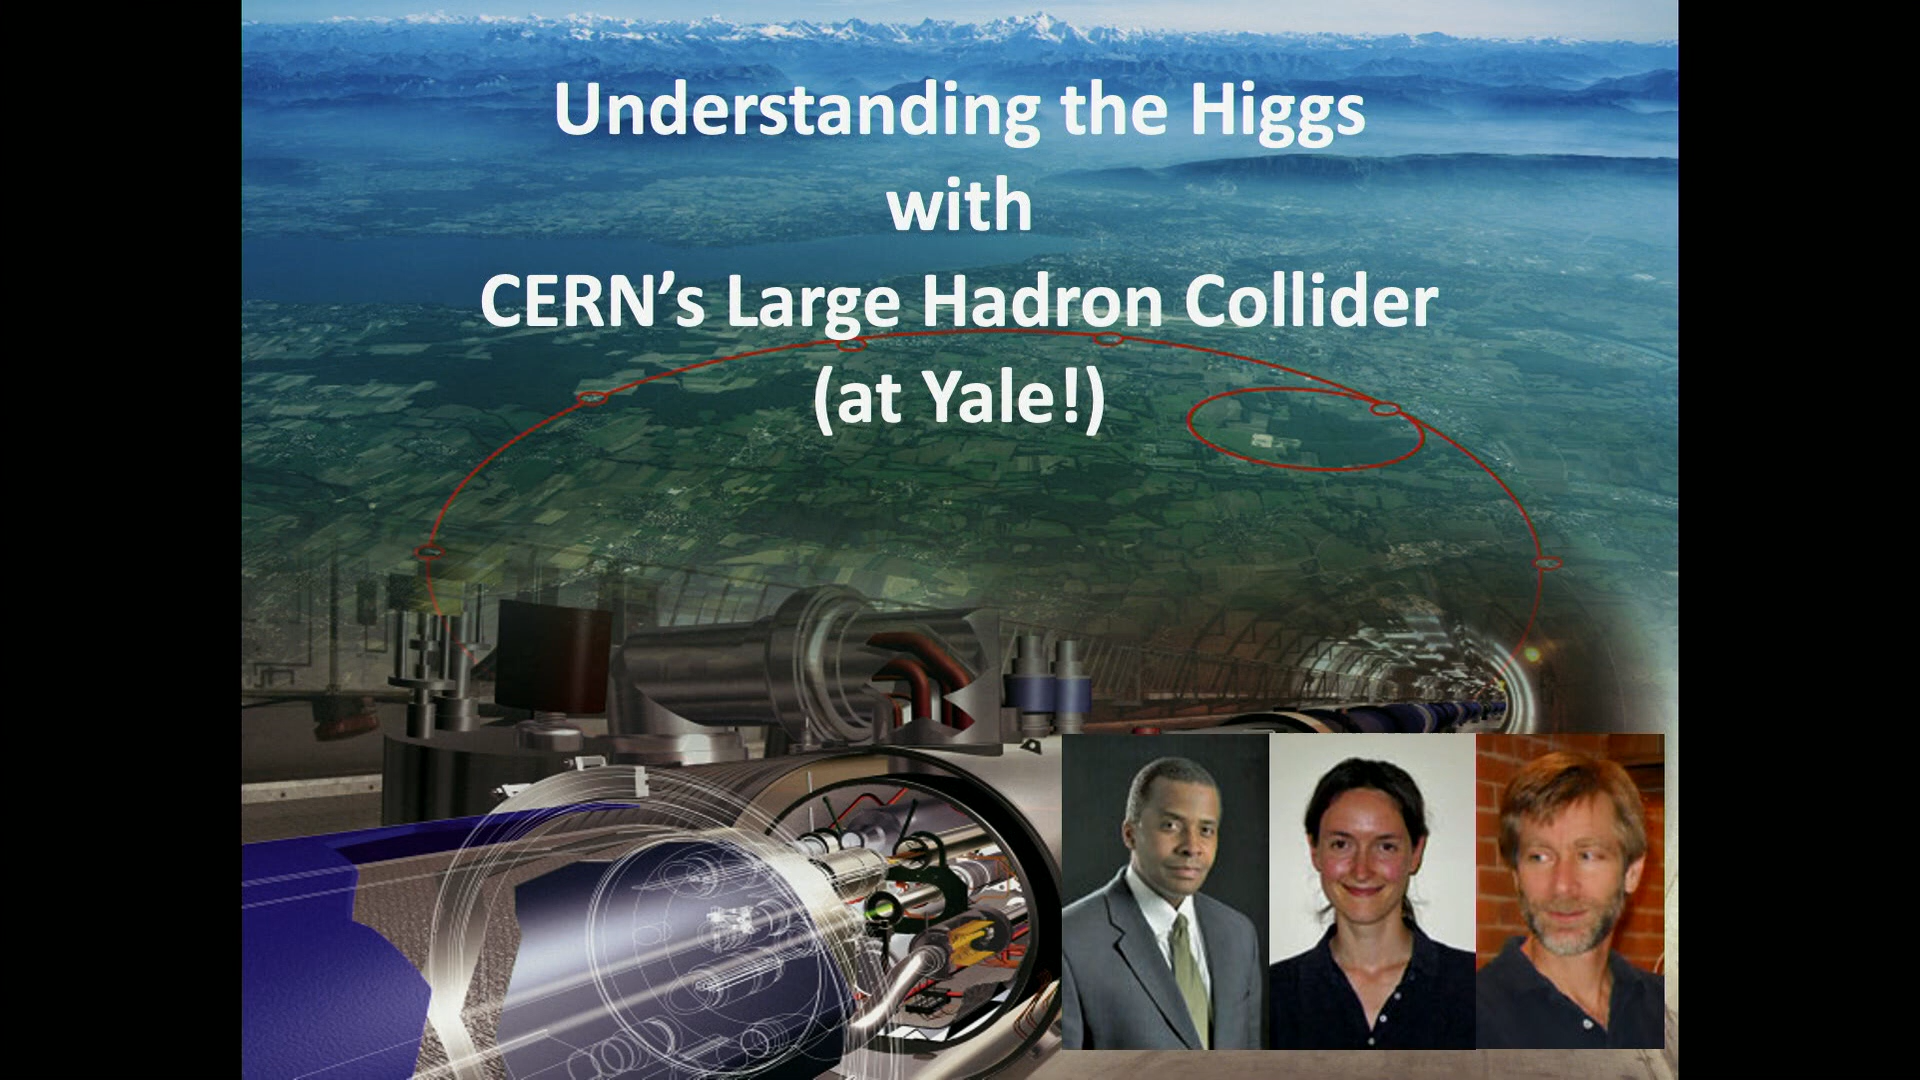 Understanding the Higgs
with
CERN’s Large Hadron Collider
(at Yale!)